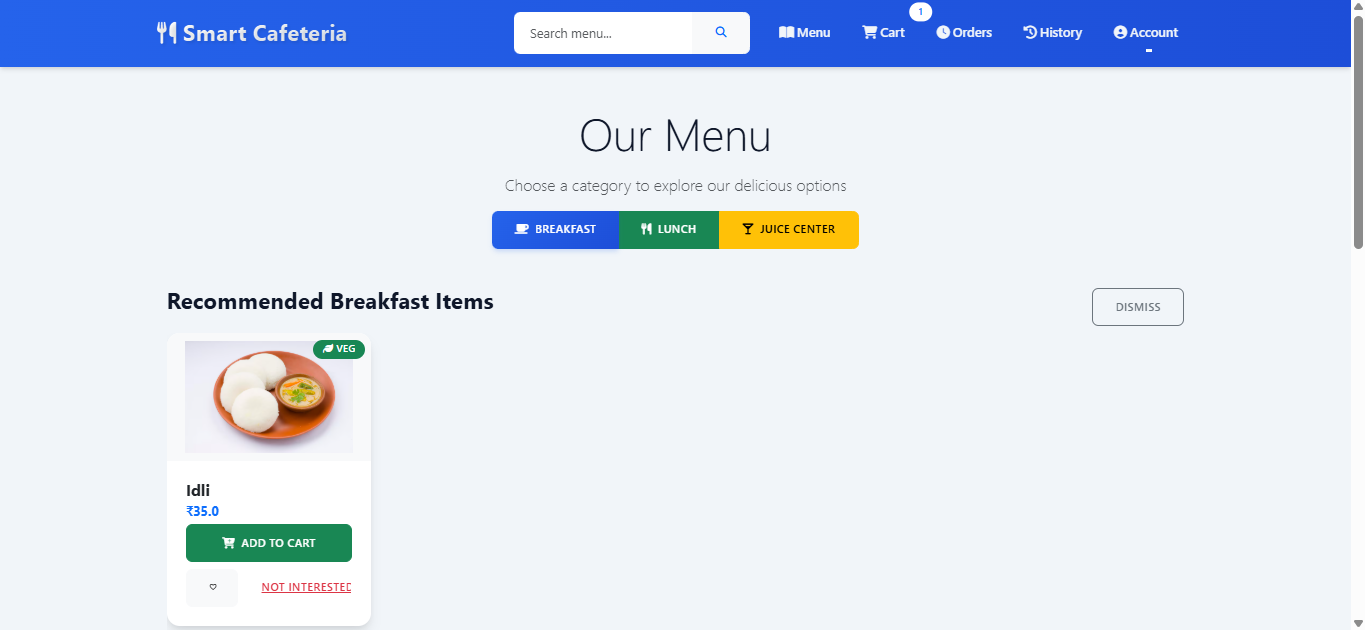 Smart Cafeteria
Search menu...
Menu
Cart
1
Orders
History
Account
Our Menu
Choose a category to explore our delicious options
BREAKFAST
LUNCH
JUICE CENTER
Recommended Breakfast Items
DISMISS
VEG
Idli
₹35.0
ADD TO CART
NOT INTERESTED